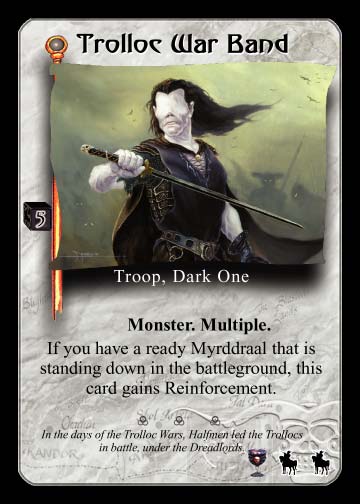 Trolloc War Band
5
Troop, Dark One
Monster. Multiple.
If you have a ready Myrddraal that is
standing down in the battleground, this
card gains Reinforcement.
In the days of the Trolloc Wars, Halfmen led the Trollocs
in battle, under the Dreadlords.
KANDOR